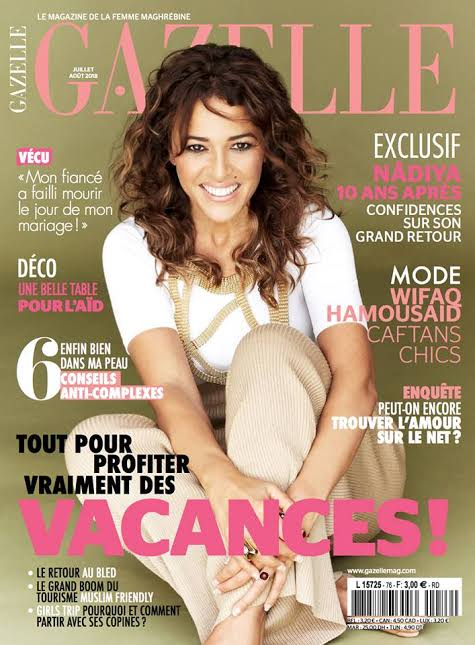 LE MAGAZINE DE LA FEMME MAGHRÉBINE
GAZELLE
GAZELLE
JUILLET
AOÛT 2018
VÉCU
«Mon fiancé
a failli mourir
le jour de mon
mariage!»
DÉCO
UNE BELLE TABLE
POUR L'AÏD
6 ENFIN BIEN
DANS MA PEAU
CONSEILS
ANTI-COMPLEXES
EXCLUSIF
NÂDIYA
10 ANS APRÈS
CONFIDENCES
SUR SON
GRAND RETOUR
MODE
WIFAQ
HAMOUSAID
CAFTANS
CHICS
ENQUÊTE
PEUT-ON ENCORE
TROUVER L'AMOUR
SUR LE NET?
TOUT POUR
PROFITER
VRAIMENT DES
VACANCES!
• LE RETOUR AU BLED
• LE GRAND BOOM DU
TOURISME MUSLIM FRIENDLY
• GIRLS TRIP POURQUOI ET COMMENT
PARTIR AVEC SES COPINES?
www.gazellemag.com
L 15725 - 76 - F: 3,00 € - RD
BEL : 3,20 € - CAN : 4,50 CAD - LUX : 3,20 €
MAR : 25,00 DH - TUN : 4,90 DT